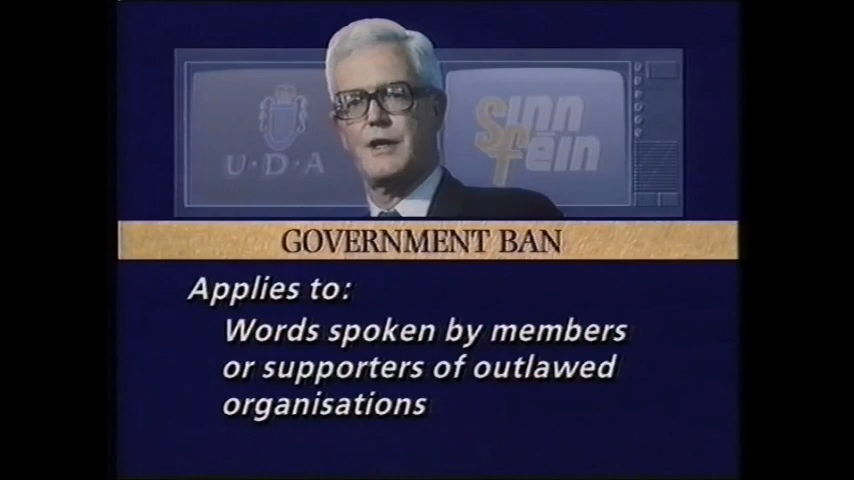 U·D·A
Sinn
Féin
GOVERNMENT BAN
Applies to:
Words spoken by members
or supporters of outlawed
organisations